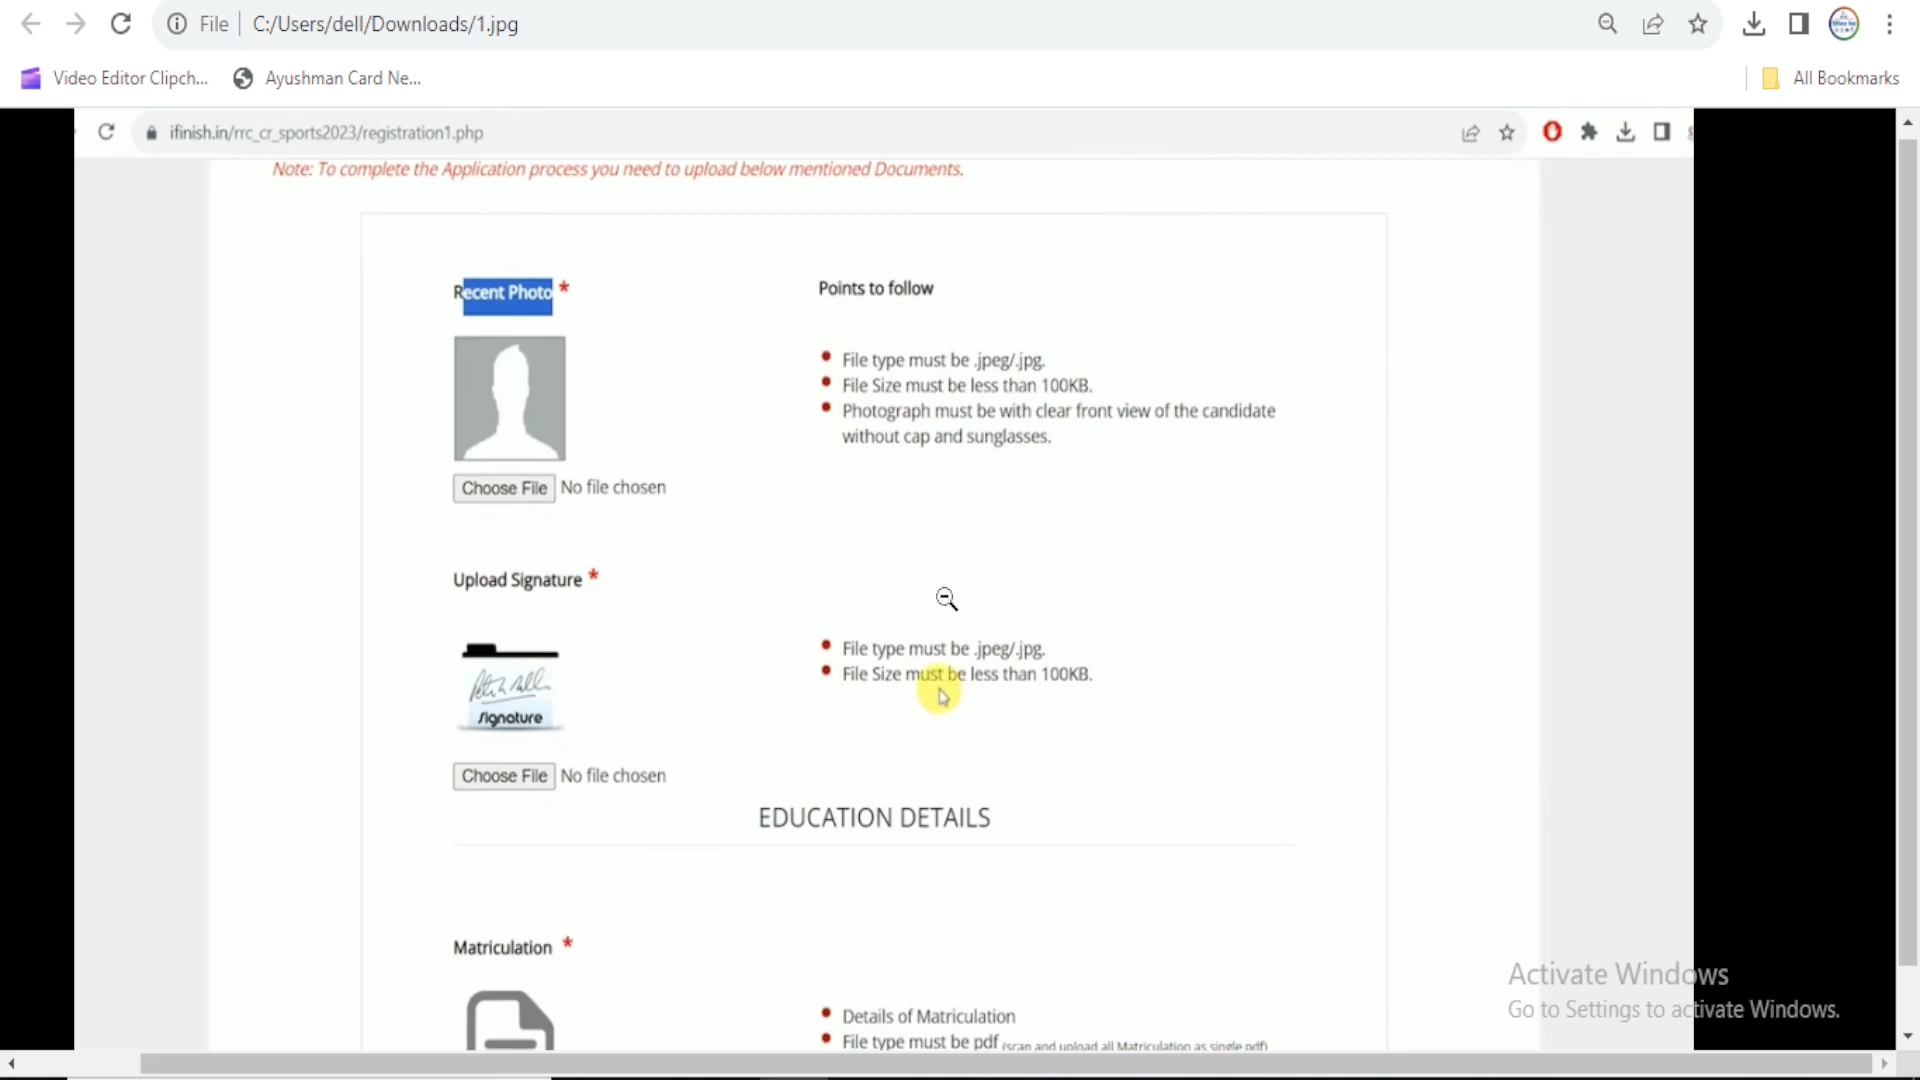 File C:/Users/dell/Downloads/1.jpg
Video Editor Clipch... Ayushman Card Ne... All Bookmarks
ifinish.in/rrc_cr_sports2023/registration1.php
Note: To complete the Application process you need to upload below mentioned Documents.
Recent Photo * Points to follow
File type must be .jpeg/.jpg.
File Size must be less than 100KB.
Photograph must be with clear front view of the candidate
without cap and sunglasses.
Choose File No file chosen
Upload Signature *
File type must be .jpeg/.jpg.
File Size must be less than 100KB.
Signature
Choose File No file chosen
EDUCATION DETAILS
Matriculation *
Details of Matriculation
File type must be pdf (scan and upload all Matriculation as single pdf)
Activate Windows
Go to Settings to activate Windows.